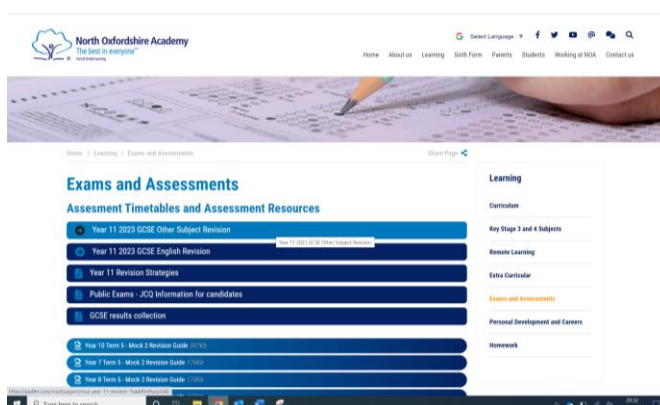 North Oxfordshire Academy
The best in everyone™
Select Language
Home About us Learning Sixth Form Parents Students Working at NOA Contact us
Home / Learning / Exams and Assessments
Share Page
Exams and Assessments
Assesment Timetables and Assessment Resources
Year 11 2023 GCSE Other Subject Revision
Year 11 2023 GCSE Other Subject Revision
Year 11 2023 GCSE English Revision
Year 11 Revision Strategies
Public Exams - JCQ Information for candidates
GCSE results collection
Year 10 Term 5 - Mock 2 Revision Guide
Year 7 Term 5 - Mock 2 Revision Guide
Year 8 Term 5 - Mock 2 Revision Guide
Learning
Curriculum
Key Stage 3 and 4 Subjects
Remote Learning
Extra Curricular
Exams and Assessments
Personal Development and Careers
Homework
Type here to search
20:32